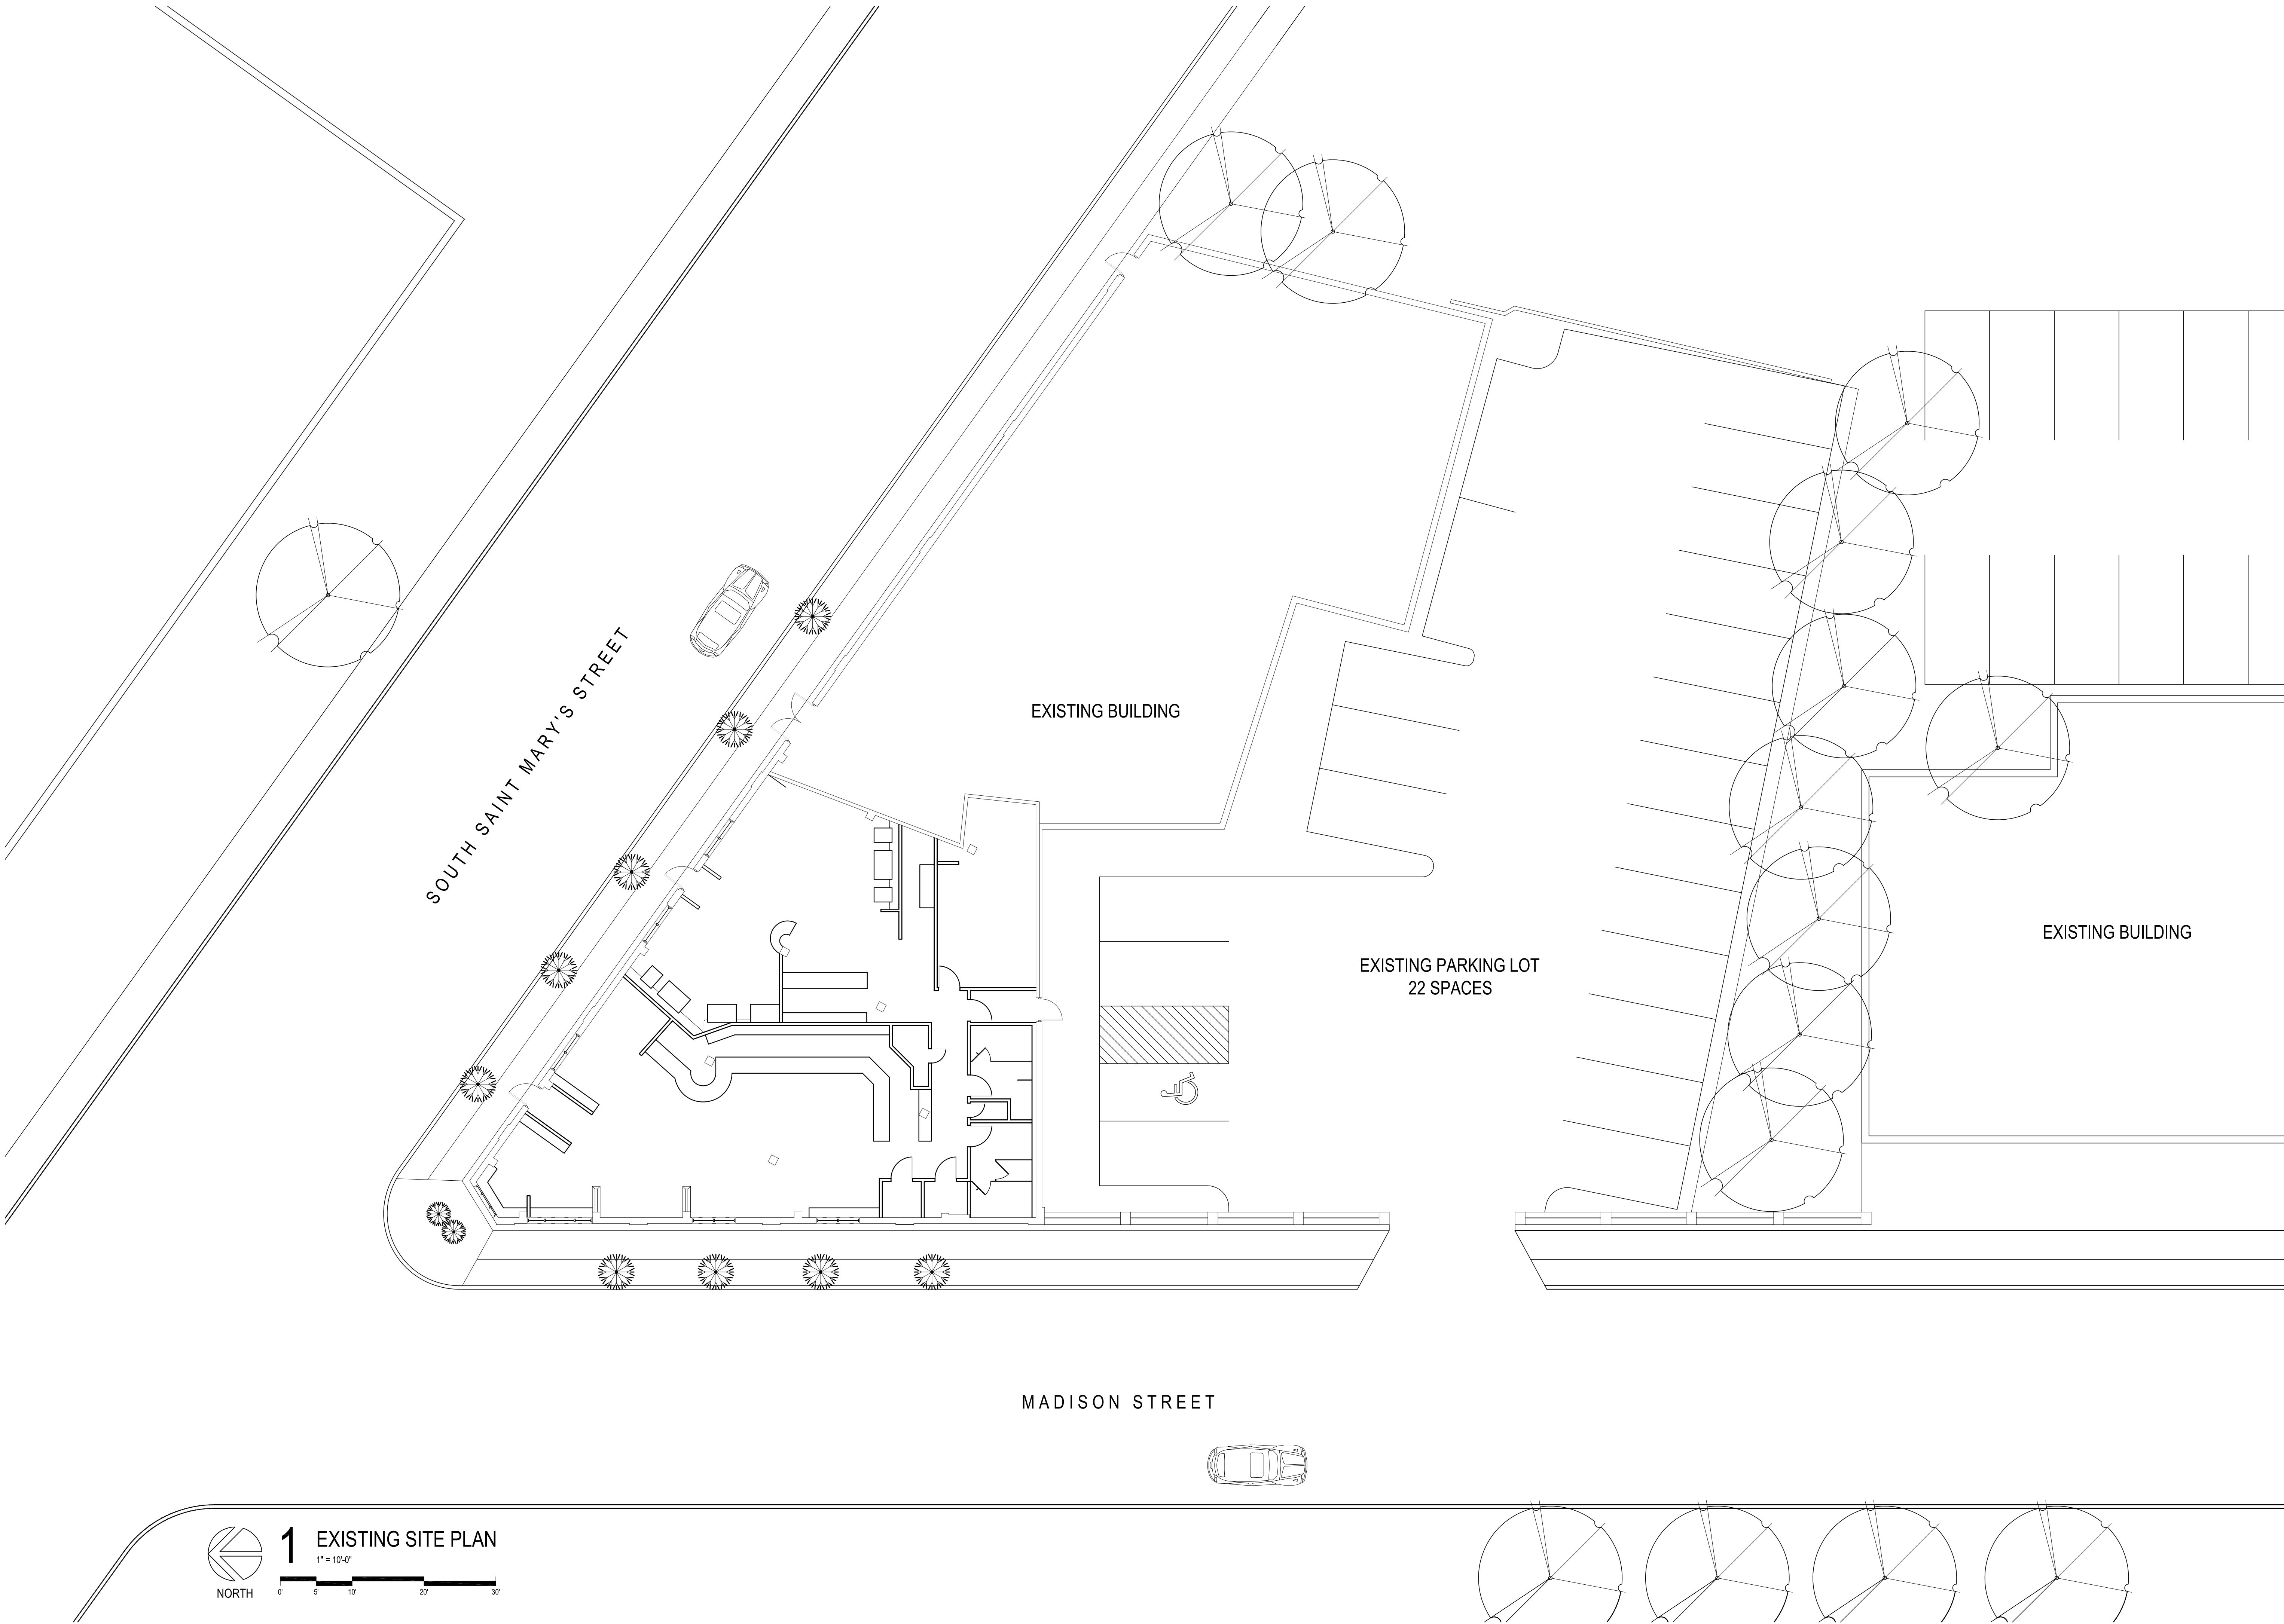 SOUTH SAINT MARY'S STREET
EXISTING BUILDING
EXISTING BUILDING
EXISTING PARKING LOT
22 SPACES
MADISON STREET
1 EXISTING SITE PLAN
1" = 10'-0"
NORTH
0' 5' 10' 20' 30'